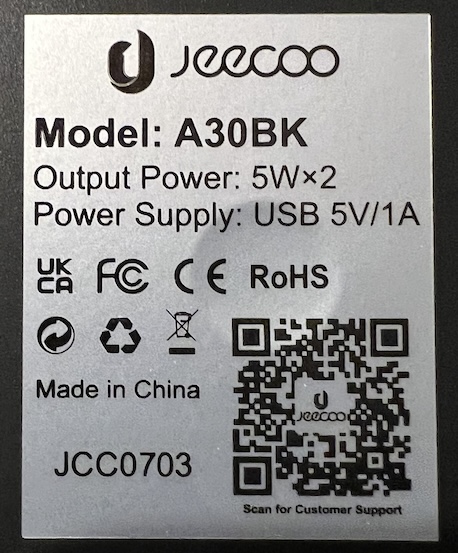 Jeecoo
Model: A30BK
Output Power: 5W×2
Power Supply: USB 5V/1A
UK CA FC CE RoHS
Made in China
Jeecoo
JCC0703
Scan for Customer Support